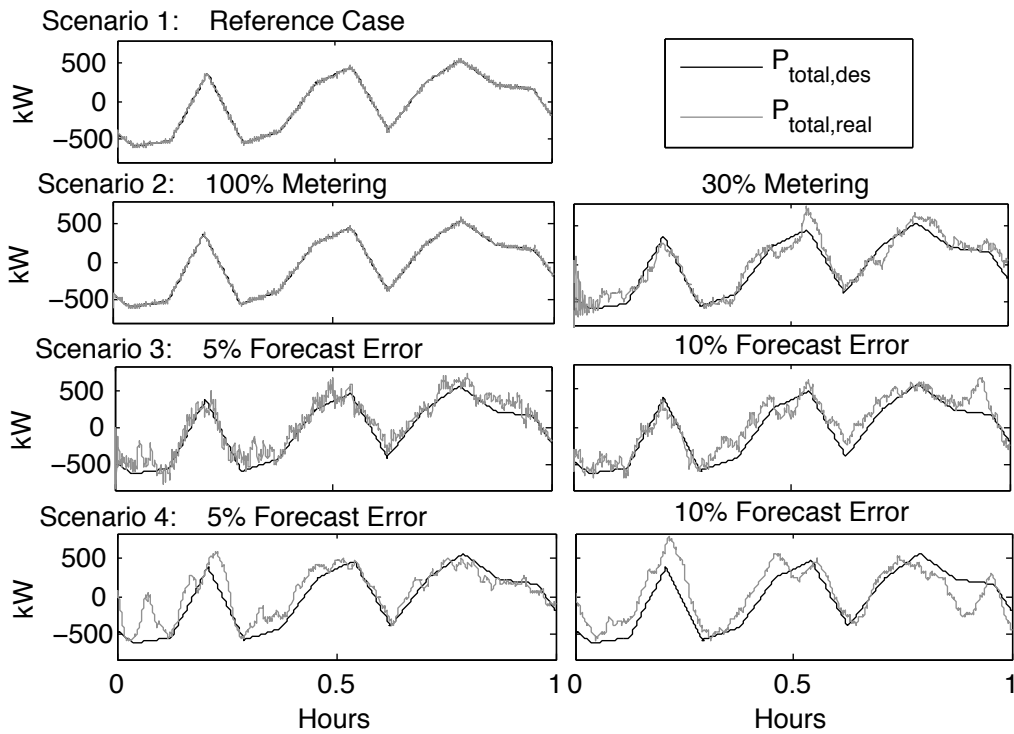 Scenario 1: Reference Case
kW
500
0
−500
P_total,des
P_total,real
Scenario 2: 100% Metering
30% Metering
kW
500
0
−500
Scenario 3: 5% Forecast Error
10% Forecast Error
kW
500
0
−500
Scenario 4: 5% Forecast Error
10% Forecast Error
kW
500
0
−500
0 0.5 1
0 0.5 1
Hours
Hours